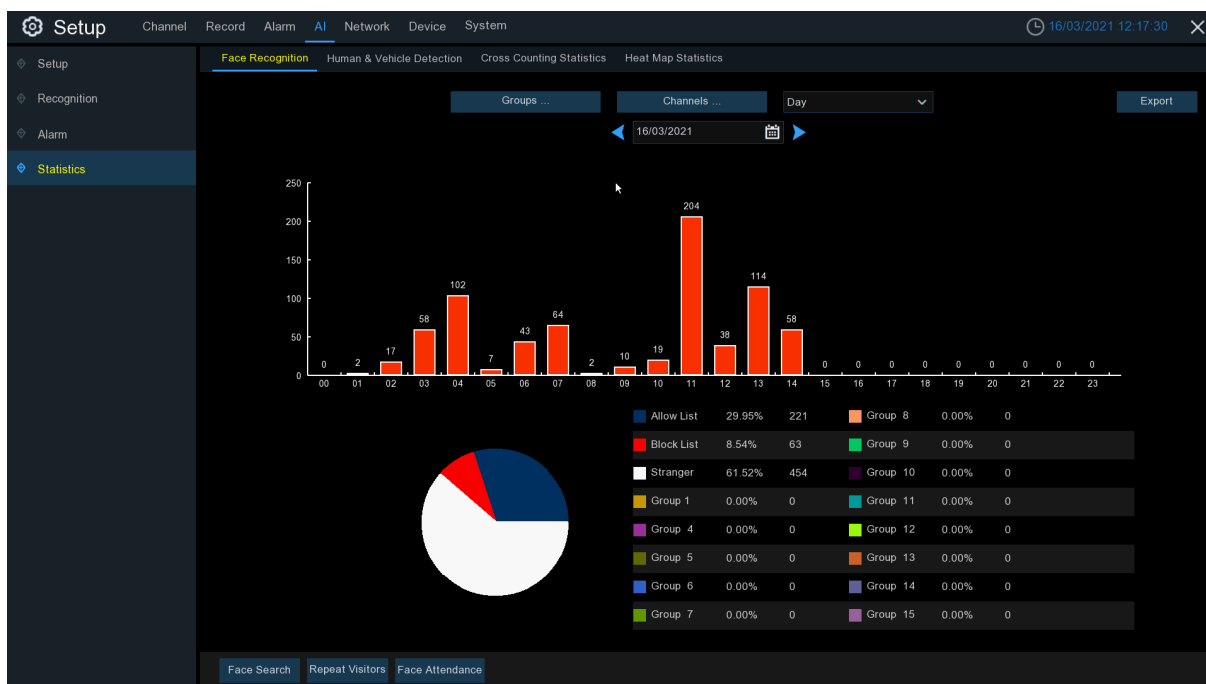 Setup Channel Record Alarm AI Network Device System 16/03/2021 12:17:30
Setup
Recognition
Alarm
Statistics
Face Recognition Human & Vehicle Detection Cross Counting Statistics Heat Map Statistics
Groups ... Channels ... Day Export
16/03/2021
250
200
150
100
50
0
0 2 17 58 102 7 43 64 2 10 19 204 38 114 58 0 0 0 0 0 0 0 0 0
00 01 02 03 04 05 06 07 08 09 10 11 12 13 14 15 16 17 18 19 20 21 22 23
Allow List 29.95% 221 Group 8 0.00% 0
Block List 8.54% 63 Group 9 0.00% 0
Stranger 61.52% 454 Group 10 0.00% 0
Group 1 0.00% 0 Group 11 0.00% 0
Group 4 0.00% 0 Group 12 0.00% 0
Group 5 0.00% 0 Group 13 0.00% 0
Group 6 0.00% 0 Group 14 0.00% 0
Group 7 0.00% 0 Group 15 0.00% 0
Face Search Repeat Visitors Face Attendance